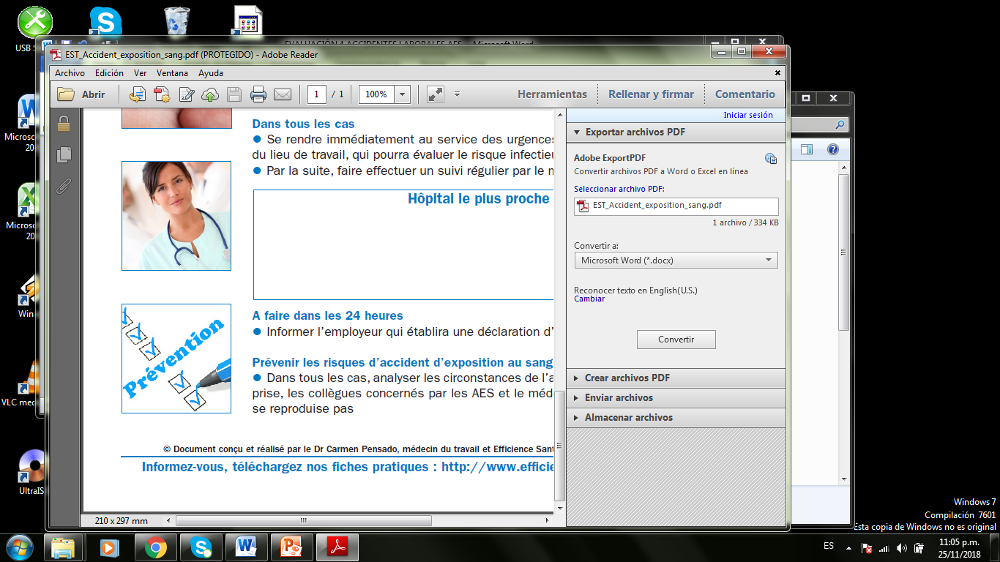 USB S
EVALUACIÓN A ACCIDENTES LABORALES AES - Microsoft Word
EST_Accident_exposition_sang.pdf (PROTEGIDO) - Adobe Reader
Archivo Edición Ver Ventana Ayuda
Abrir 1 / 1 100% Herramientas Rellenar y firmar Comentario
Dans tous les cas
● Se rendre immédiatement au service des urgences
du lieu de travail, qui pourra évaluer le risque infectieu
● Par la suite, faire effectuer un suivi régulier par le m
Hôpital le plus proche
Prévention
A faire dans les 24 heures
● Informer l'employeur qui établira une déclaration d'
Prévenir les risques d'accident d'exposition au sang
● Dans tous les cas, analyser les circonstances de l'a
prise, les collègues concernés par les AES et le méd
se reproduise pas
© Document conçu et réalisé par le Dr Carmen Pensado, médecin du travail et Efficience Sant
Informez-vous, téléchargez nos fiches pratiques : http://www.efficie
210 x 297 mm
Iniciar sesión
Exportar archivos PDF
Adobe ExportPDF
Convertir archivos PDF a Word o Excel en línea
Seleccionar archivo PDF:
EST_Accident_exposition_sang.pdf
1 archivo / 334 KB
Convertir a:
Microsoft Word (*.docx)
Reconocer texto en English(U.S.)
Cambiar
Convertir
Crear archivos PDF
Enviar archivos
Almacenar archivos
Micros
20
Micros
20
Win
VLC med
UltraIS
Windows 7
Compilación 7601
Esta copia de Windows no es original
ES
11:05 p.m.
25/11/2018